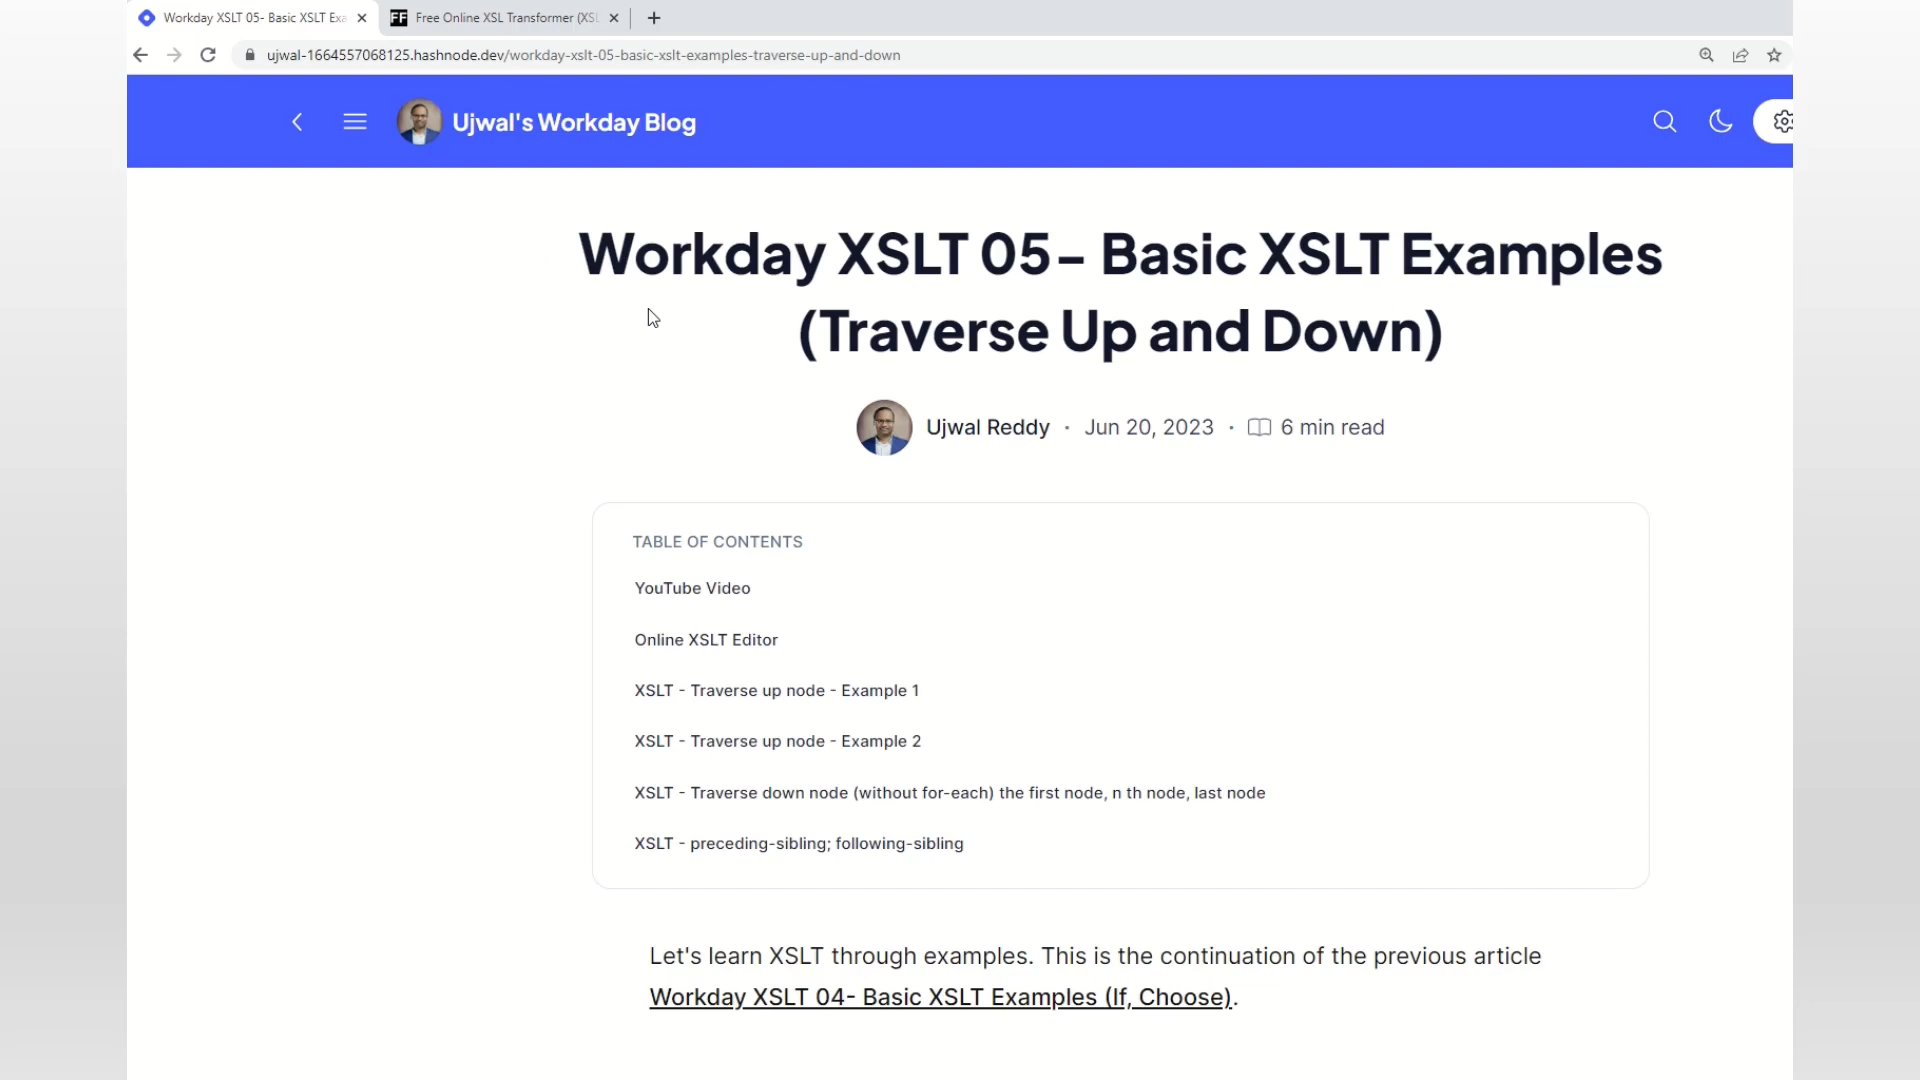 Workday XSLT 05- Basic XSLT Exa
Free Online XSL Transformer (XSL
ujwal-1664557068125.hashnode.dev/workday-xslt-05-basic-xslt-examples-traverse-up-and-down
Ujwal's Workday Blog
Workday XSLT 05- Basic XSLT Examples
(Traverse Up and Down)
Ujwal Reddy · Jun 20, 2023 · 6 min read
TABLE OF CONTENTS
YouTube Video
Online XSLT Editor
XSLT - Traverse up node - Example 1
XSLT - Traverse up node - Example 2
XSLT - Traverse down node (without for-each) the first node, n th node, last node
XSLT - preceding-sibling; following-sibling
Let's learn XSLT through examples. This is the continuation of the previous article
Workday XSLT 04- Basic XSLT Examples (If, Choose).